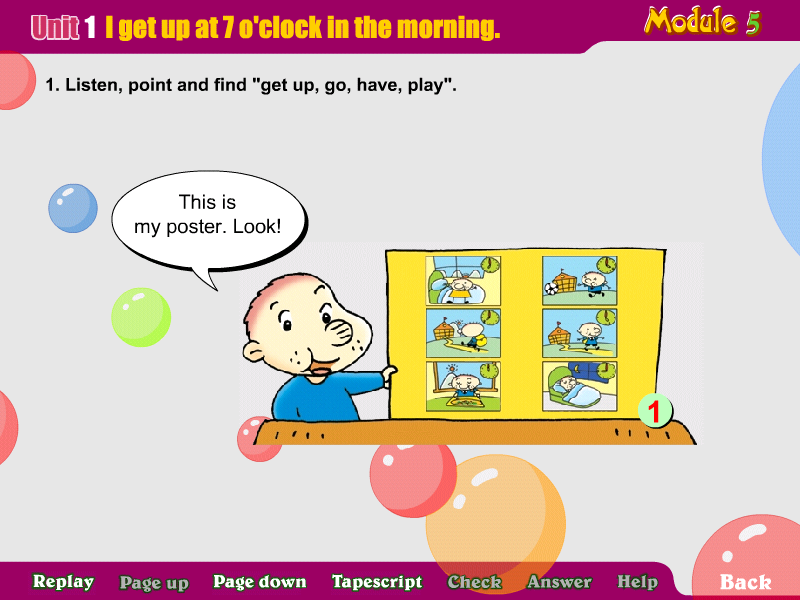 Unit 1 I get up at 7 o'clock in the morning.
Module 5
1. Listen, point and find "get up, go, have, play".
This is
my poster. Look!
1
Replay Page up Page down Tapescript Check Answer Help Back